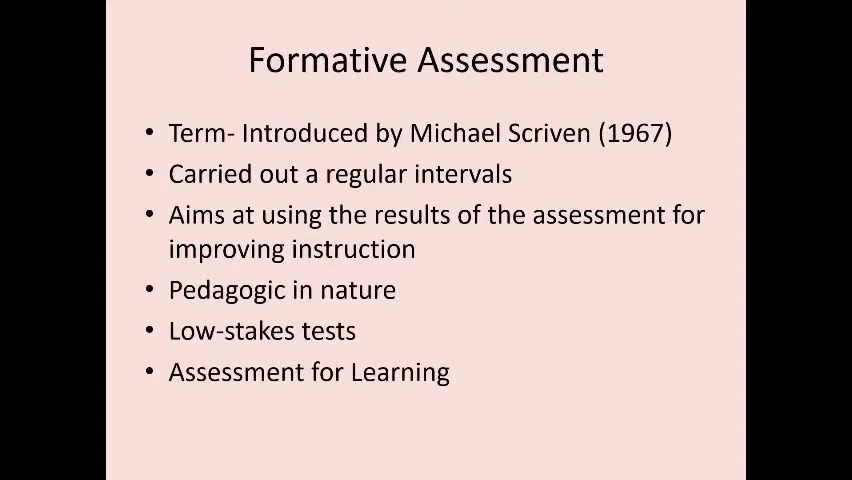 Formative Assessment
• Term- Introduced by Michael Scriven (1967)
• Carried out a regular intervals
• Aims at using the results of the assessment for
improving instruction
• Pedagogic in nature
• Low-stakes tests
• Assessment for Learning